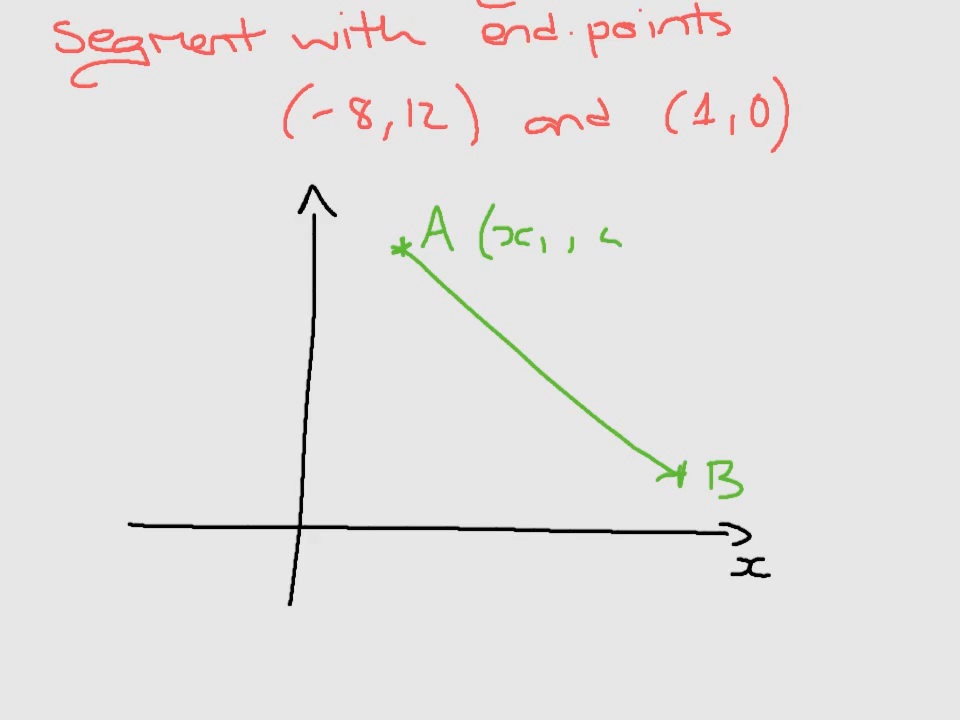 segment with end.points
(-8,12) and (1,0)
A (x₁,
B
x